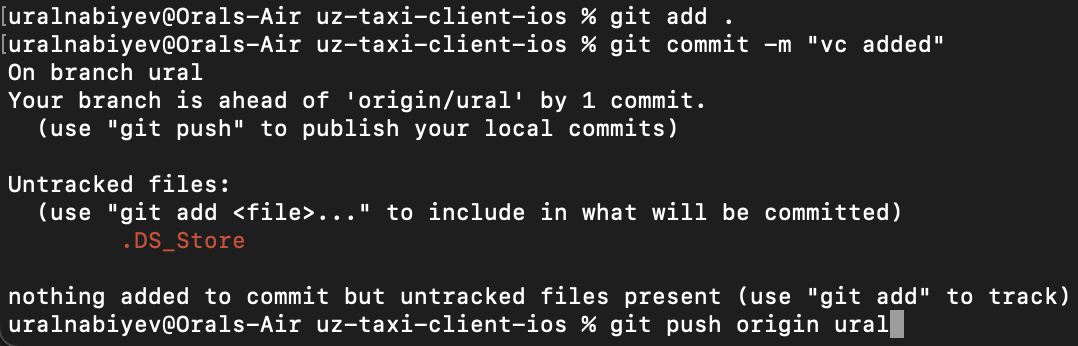 [uralnabiyev@Orals-Air uz-taxi-client-ios % git add .
[uralnabiyev@Orals-Air uz-taxi-client-ios % git commit -m "vc added"
On branch ural
Your branch is ahead of 'origin/ural' by 1 commit.
(use "git push" to publish your local commits)
Untracked files:
(use "git add <file>..." to include in what will be committed)
.DS_Store
nothing added to commit but untracked files present (use "git add" to track)
uralnabiyev@Orals-Air uz-taxi-client-ios % git push origin ural